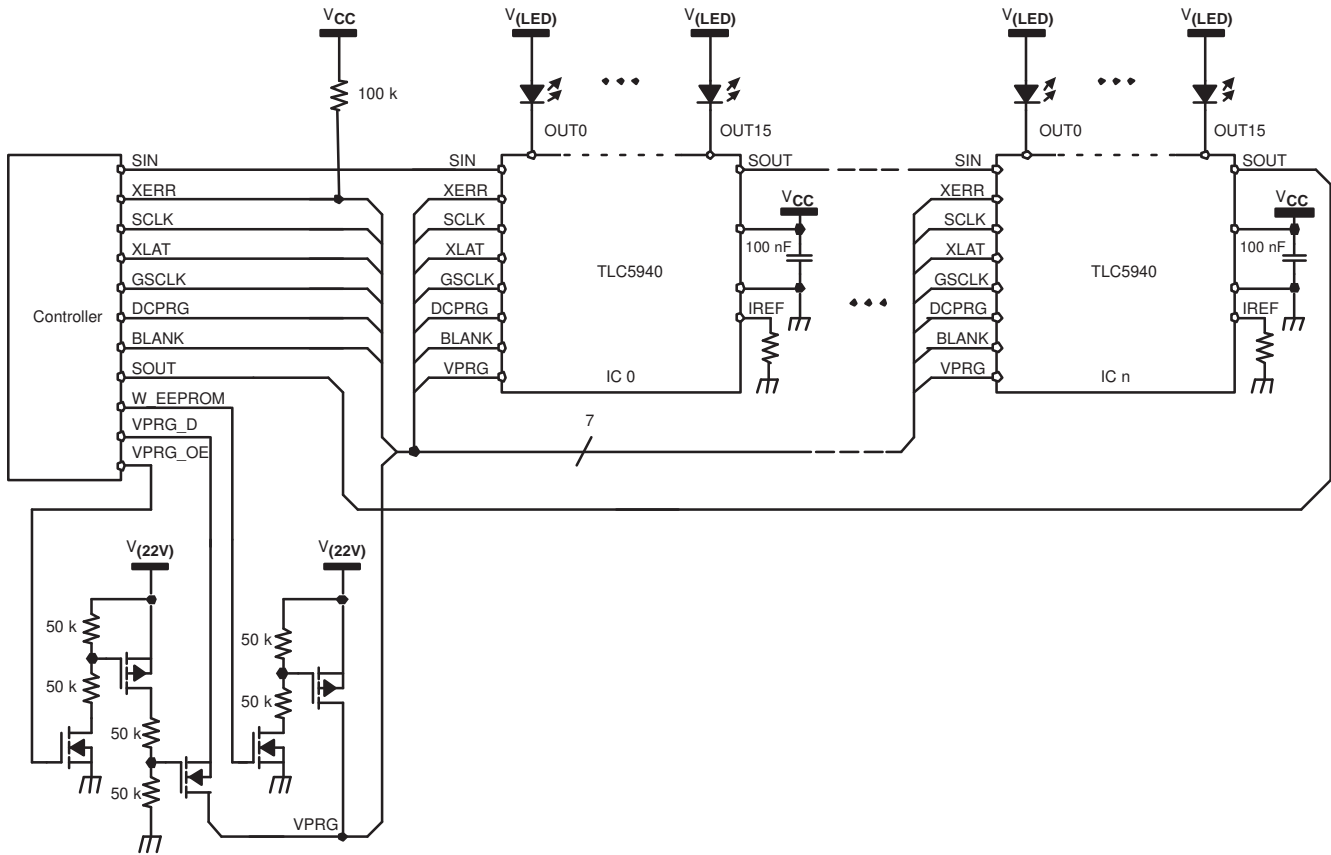 VCC
V(LED)
V(LED)
V(LED)
V(LED)
100 k
OUT0
OUT15
OUT0
OUT15
SIN
SIN
SOUT
SIN
SOUT
XERR
XERR
XERR
VCC
VCC
SCLK
SCLK
SCLK
100 nF
100 nF
XLAT
XLAT
XLAT
TLC5940
TLC5940
GSCLK
GSCLK
GSCLK
Controller
DCPRG
DCPRG
IREF
DCPRG
IREF
BLANK
BLANK
BLANK
SOUT
VPRG
IC 0
VPRG
IC n
W_EEPROM
VPRG_D
7
VPRG_OE
V(22V)
V(22V)
50 k
50 k
50 k
50 k
50 k
50 k
VPRG